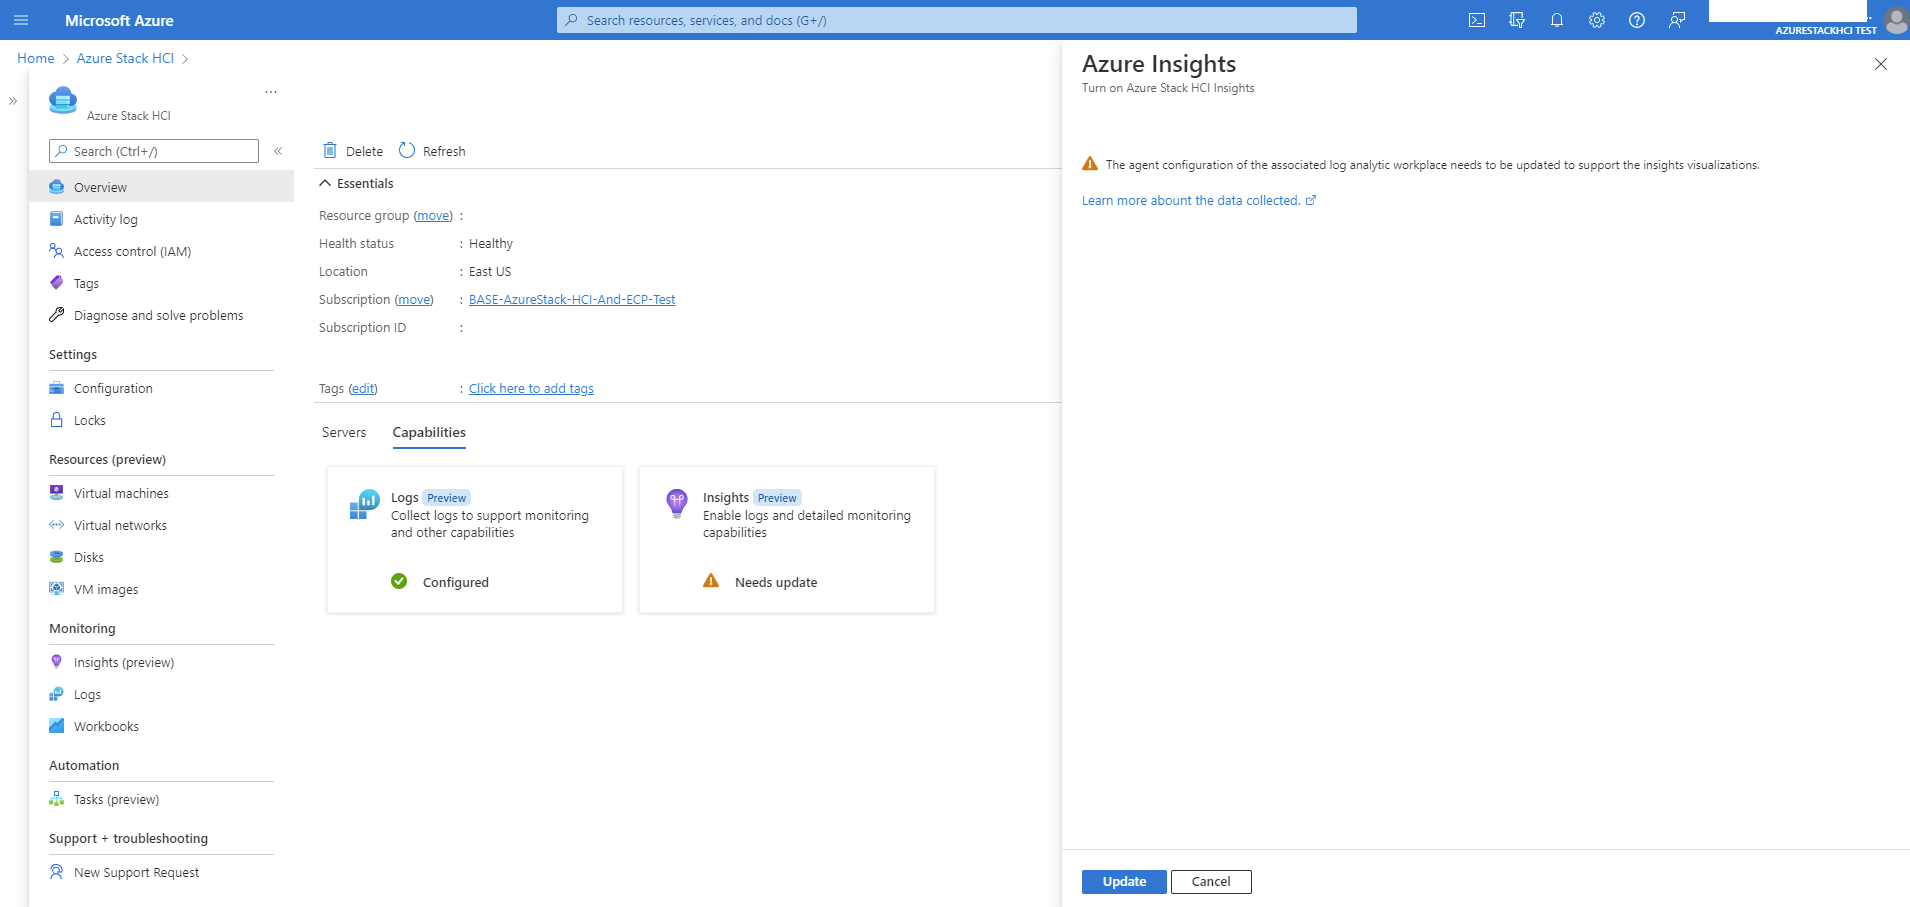 Microsoft Azure
Search resources, services, and docs (G+/)
AZURESTACKHCI TEST
Home > Azure Stack HCI >
Azure Stack HCI
Search (Ctrl+/)
Overview
Activity log
Access control (IAM)
Tags
Diagnose and solve problems
Settings
Configuration
Locks
Resources (preview)
Virtual machines
Virtual networks
Disks
VM images
Monitoring
Insights (preview)
Logs
Workbooks
Automation
Tasks (preview)
Support + troubleshooting
New Support Request
Delete Refresh
Essentials
Resource group (move) :
Health status : Healthy
Location : East US
Subscription (move) : BASE-AzureStack-HCI-And-ECP-Test
Subscription ID :
Tags (edit) : Click here to add tags
Servers Capabilities
Logs Preview
Collect logs to support monitoring
and other capabilities
Configured
Insights Preview
Enable logs and detailed monitoring
capabilities
Needs update
Azure Insights
Turn on Azure Stack HCI Insights
The agent configuration of the associated log analytic workplace needs to be updated to support the insights visualizations.
Learn more abount the data collected.
Update Cancel